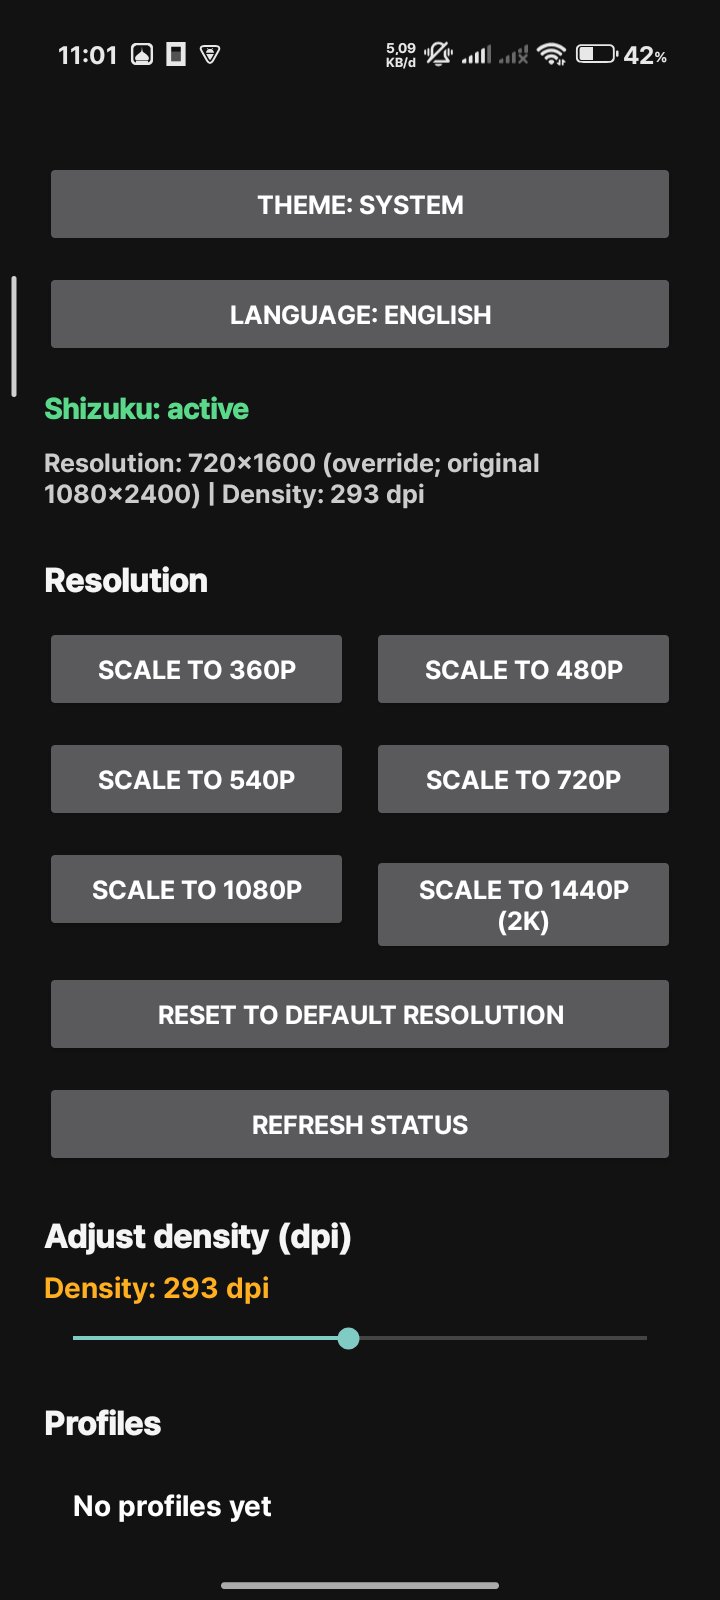 11:01
5,09
KB/d
42%
THEME: SYSTEM
LANGUAGE: ENGLISH
Shizuku: active
Resolution: 720×1600 (override; original
1080×2400) | Density: 293 dpi
Resolution
SCALE TO 360P
SCALE TO 480P
SCALE TO 540P
SCALE TO 720P
SCALE TO 1080P
SCALE TO 1440P
(2K)
RESET TO DEFAULT RESOLUTION
REFRESH STATUS
Adjust density (dpi)
Density: 293 dpi
Profiles
No profiles yet